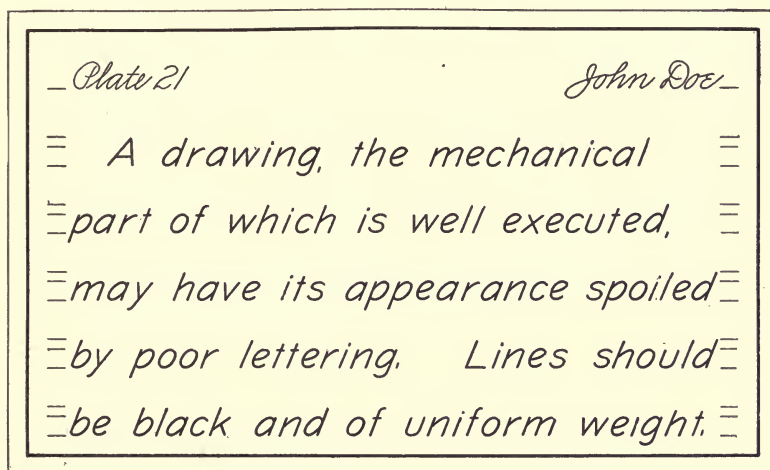 Plate 21 John Doe
A drawing, the mechanical
part of which is well executed,
may have its appearance spoiled
by poor lettering. Lines should
be black and of uniform weight.